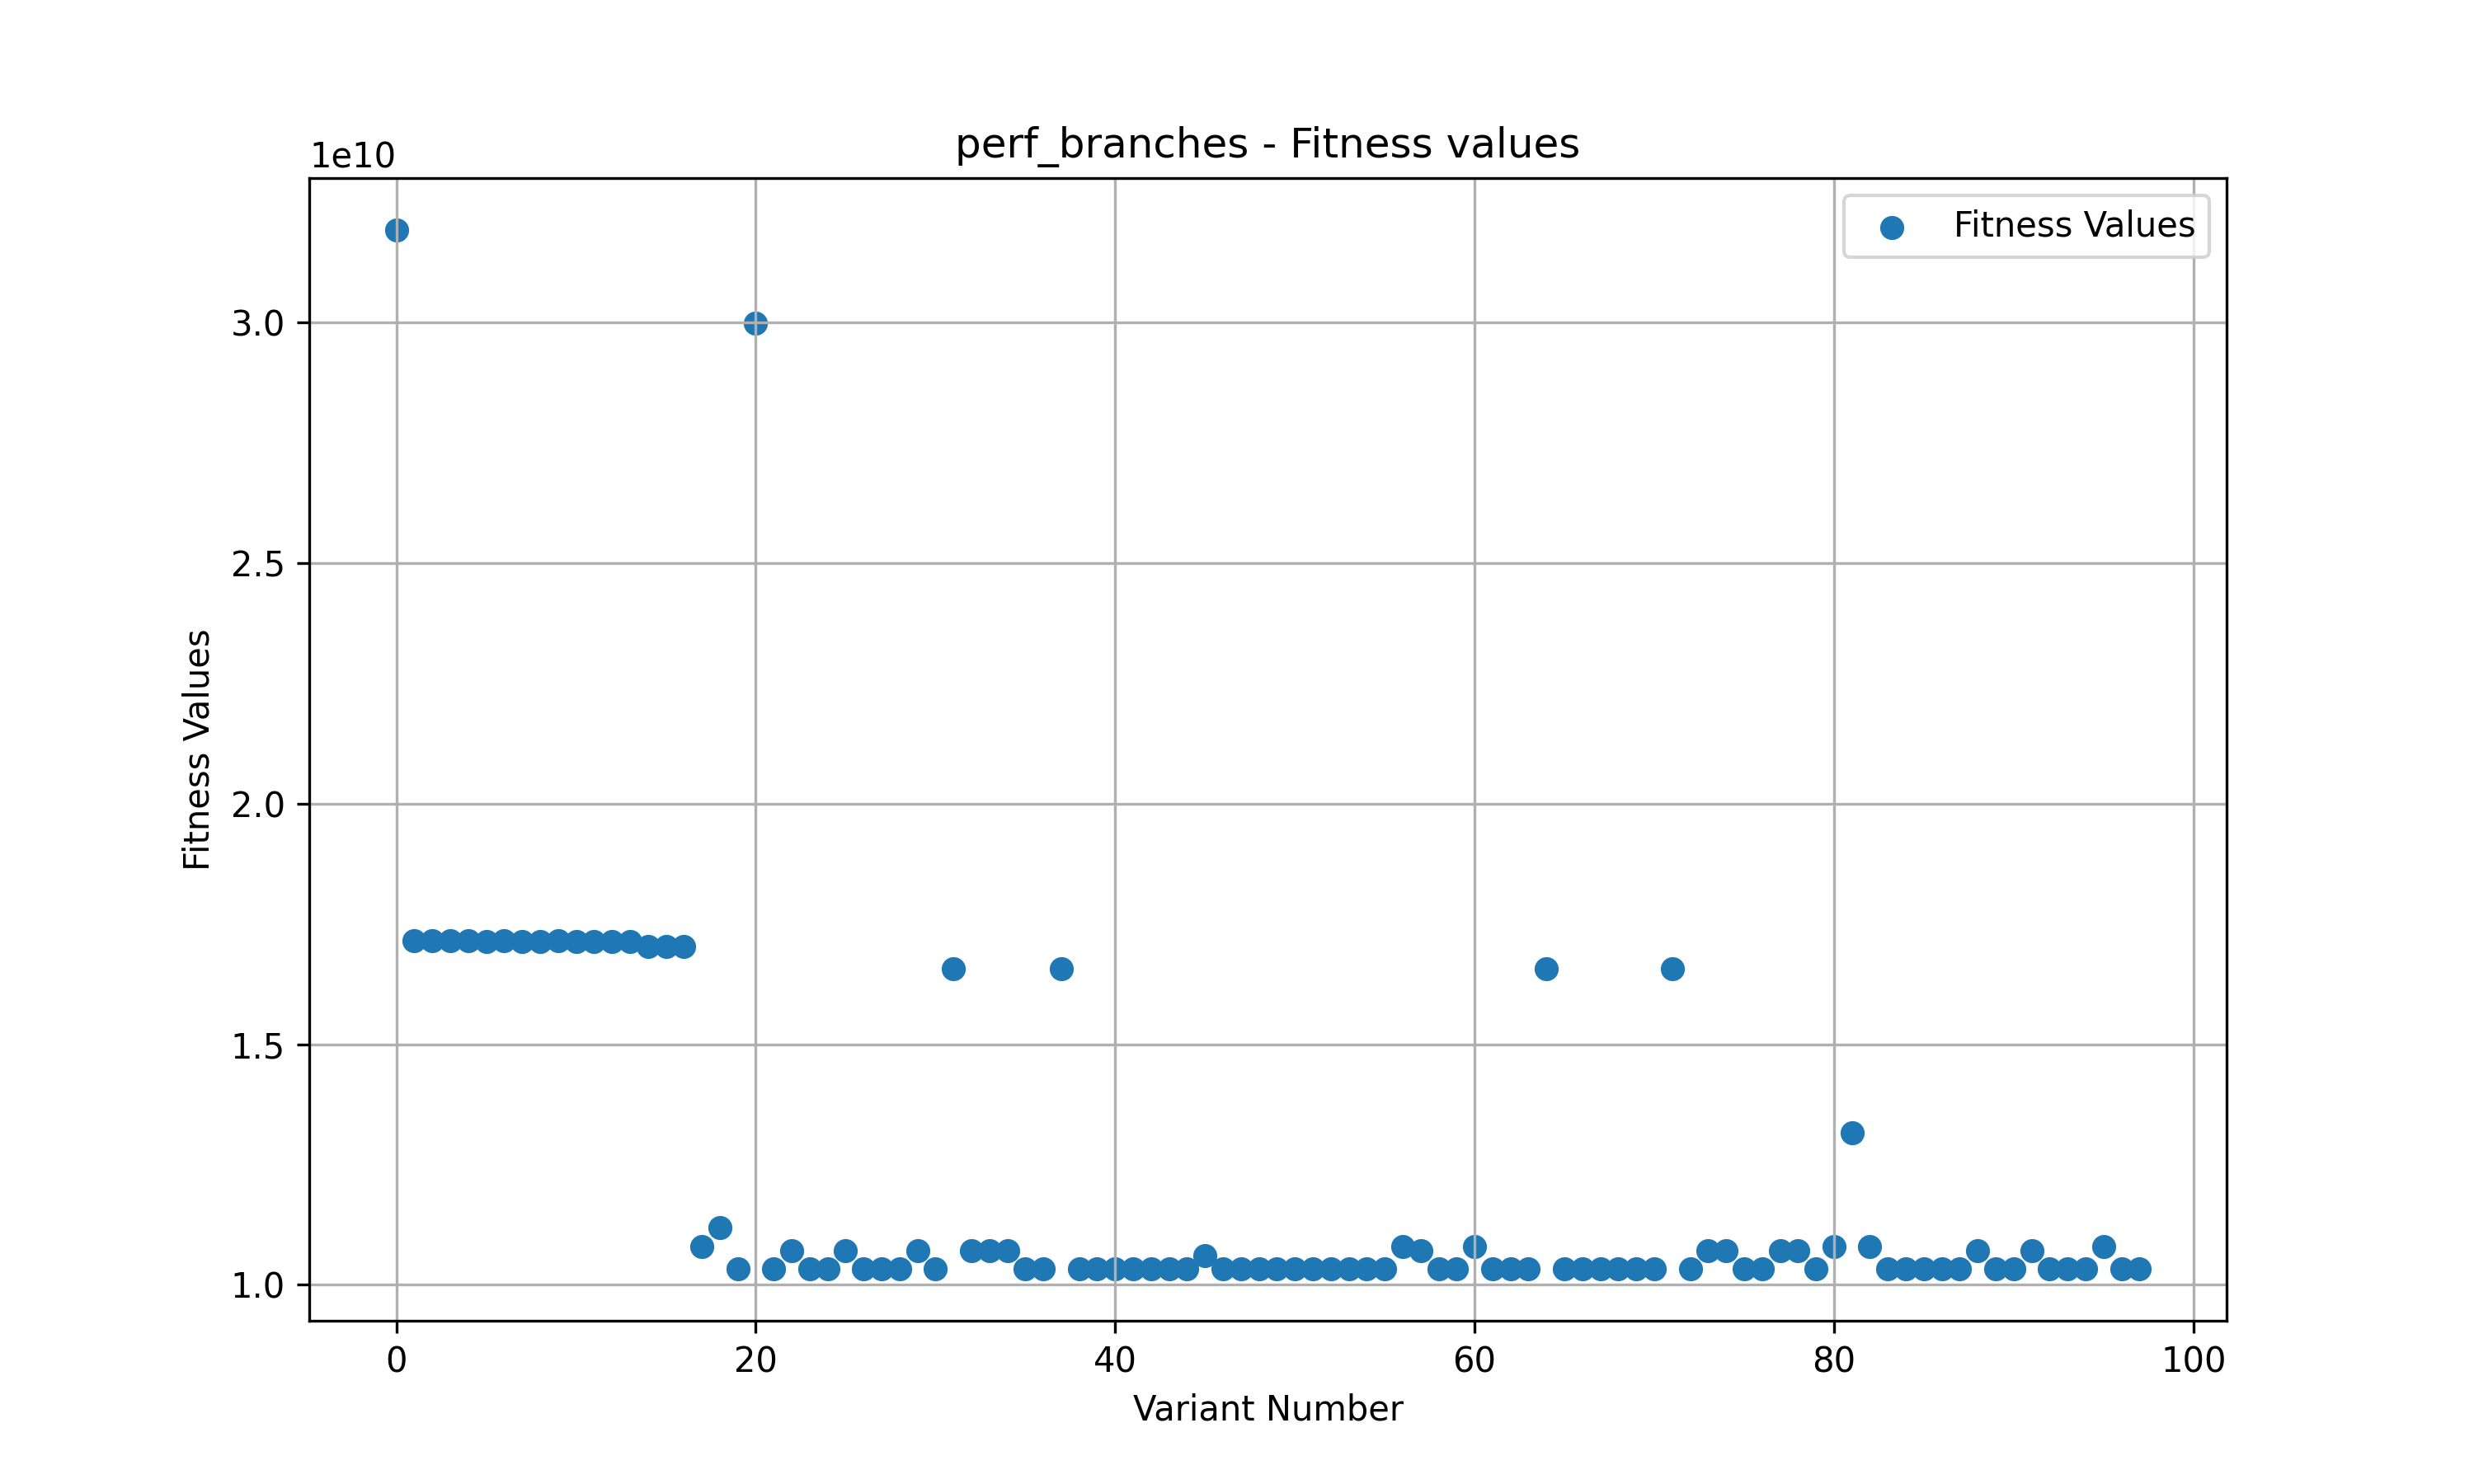 perf_branches - Fitness values
1e10
Fitness Values
3.0
2.5
2.0
1.5
1.0
Fitness Values
0 20 40 60 80 100
Variant Number